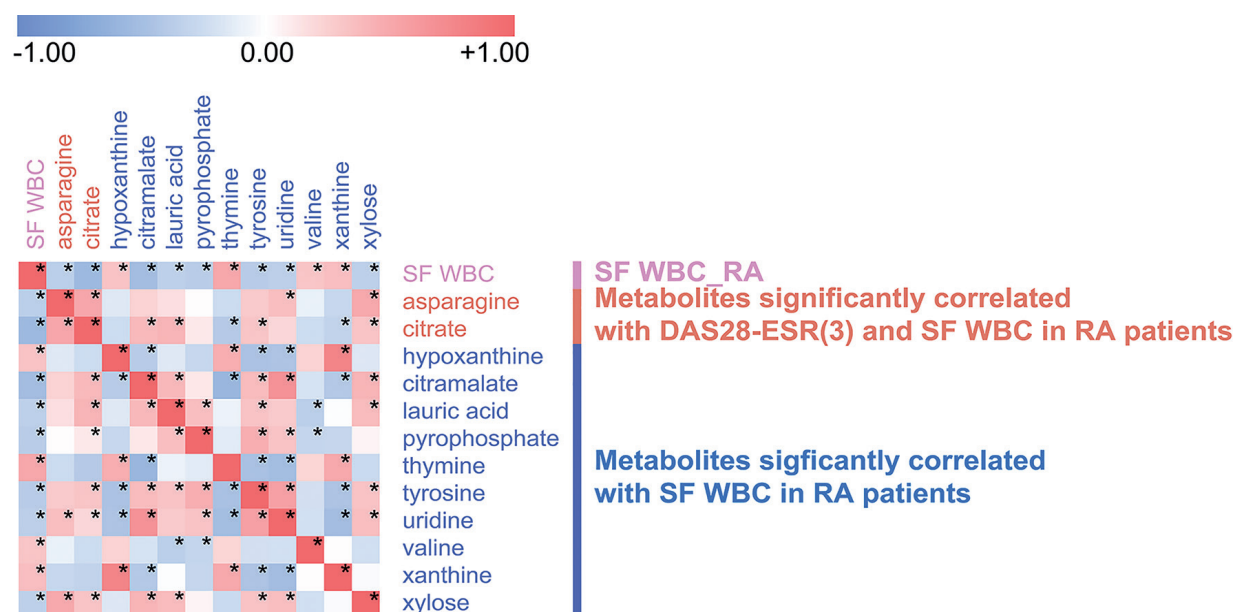 -1.00 0.00 +1.00
SF WBC
asparagine
citrate
hypoxanthine
citramalate
lauric acid
pyrophosphate
thymine
tyrosine
uridine
valine
xanthine
xylose
* * * * * * * * * * * * * SF WBC
* * * * * asparagine
* * * * * * * * citrate
* * * * * * * hypoxanthine
* * * * * * * * * * citramalate
* * * * * * * * lauric acid
* * * * * * * pyrophosphate
* * * * * * thymine
* * * * * * * * * * * tyrosine
* * * * * * * * * * * * uridine
* * * * valine
* * * * * * * xanthine
* * * * * * * * xylose
SF WBC_RA
Metabolites significantly correlated
with DAS28-ESR(3) and SF WBC in RA patients
Metabolites sigficantly correlated
with SF WBC in RA patients